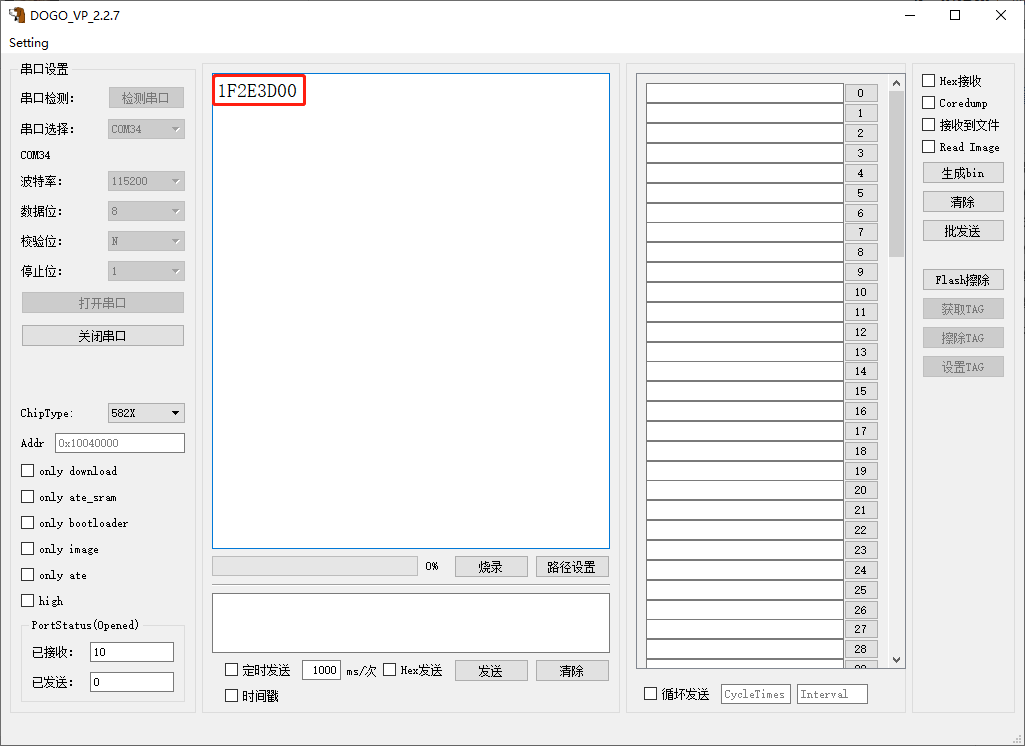 DOGO_VP_2.2.7
Setting
串口设置
串口检测:
检测串口
串口选择:
COM34
COM34
波特率:
115200
数据位:
8
校验位:
N
停止位:
1
打开串口
关闭串口
ChipType:
582X
Addr
0x10040000
only download
only ate_sram
only bootloader
only image
only ate
high
PortStatus(Opened)
已接收:
10
已发送:
0
1F2E3D00
0%
烧录
路径设置
定时发送
1000
ms/次
Hex发送
发送
清除
时间戳
0
1
2
3
4
5
6
7
8
9
10
11
12
13
14
15
16
17
18
19
20
21
22
23
24
25
26
27
28
循环发送
CycleTimes
Interval
Hex接收
Coredump
接收到文件
Read Image
生成bin
清除
批发送
Flash擦除
获取TAG
擦除TAG
设置TAG